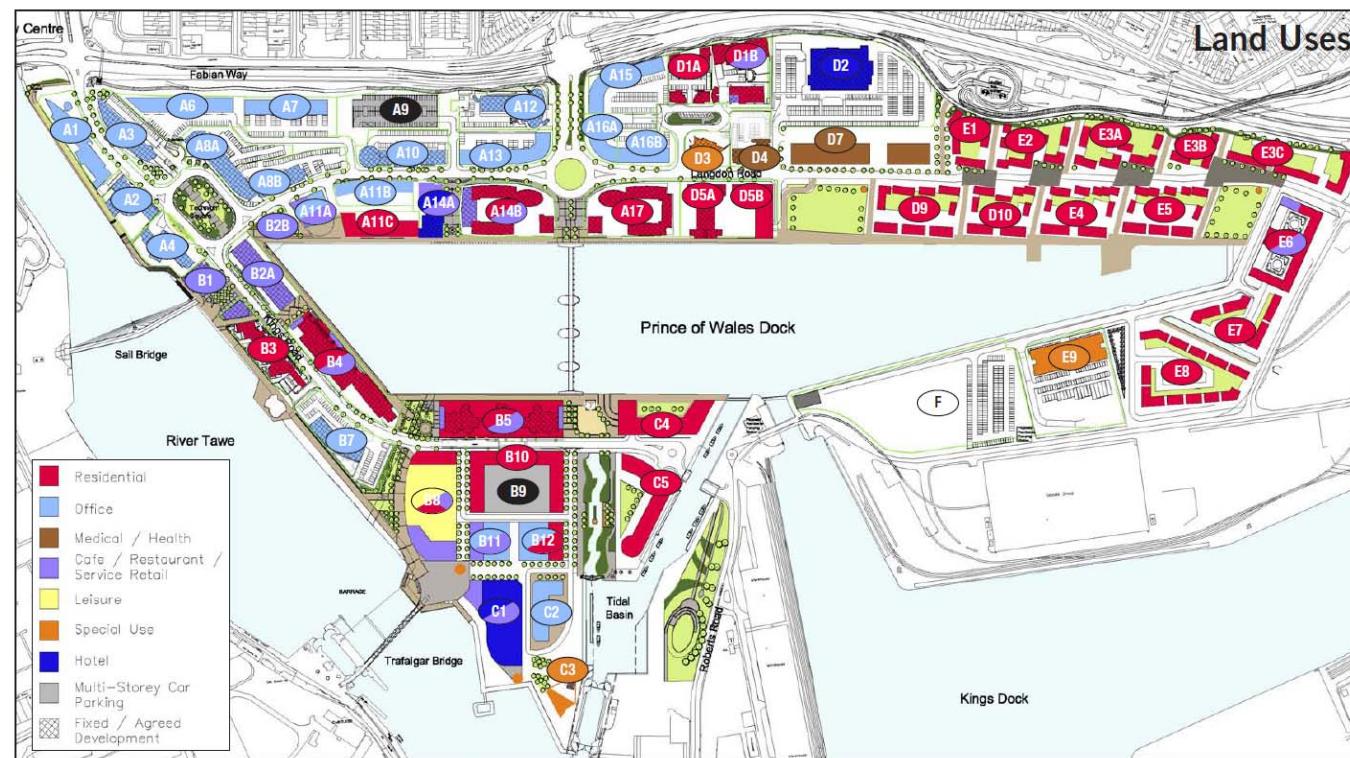 y Centre
Land Uses
Fabian Way
A15
D1A
D1B
D2
A1
A3
A6
A7
A9
A12
A16A
A16B
A8A
A10
A13
D3
D4
D7
E1
E2
E3A
E3B
E3C
Langdon Road
A2
A8B
A11A
A11B
A14A
A14B
A17
D5A
D5B
D9
D10
E4
E5
A4
B2B
A11C
E6
B1
B2A
Prince of Wales Dock
Sail Bridge
B3
B4
E7
E9
E8
F
River Tawe
B7
B5
C4
B10
B8
B9
C5
B11
B12
BARRAGE
C1
C2
Tidal
Basin
Roberts Road
Trafalgar Bridge
C3
Kings Dock
Residential
Office
Medical / Health
Cafe / Restaurant /
Service Retail
Leisure
Special Use
Hotel
Multi-Storey Car
Parking
Fixed / Agreed
Development